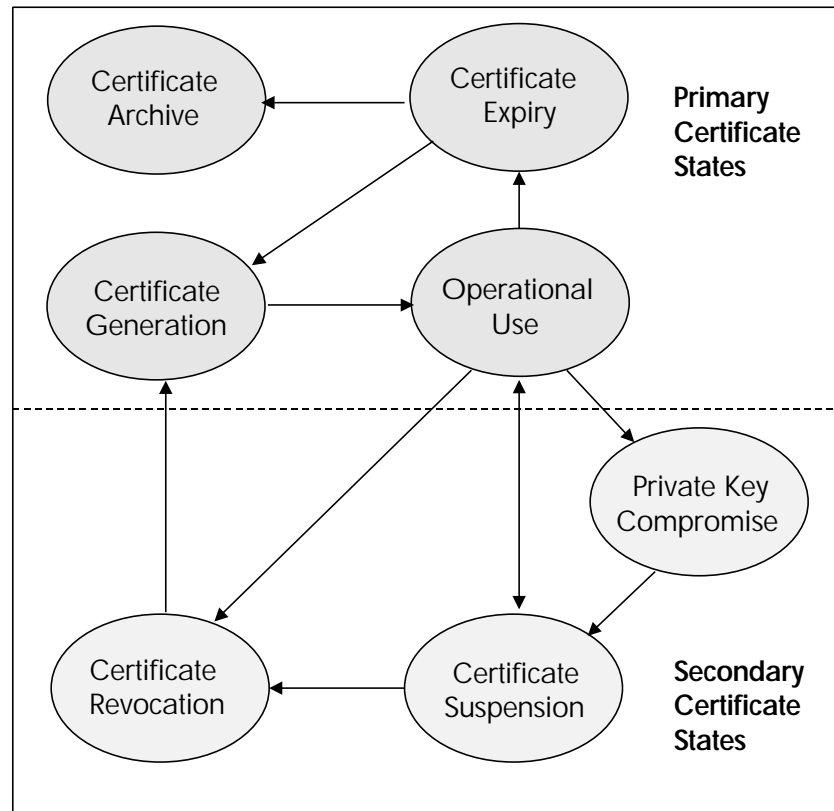 Certificate
Archive
Certificate
Expiry
Primary
Certificate
States
Certificate
Generation
Operational
Use
Private Key
Compromise
Certificate
Revocation
Certificate
Suspension
Secondary
Certificate
States